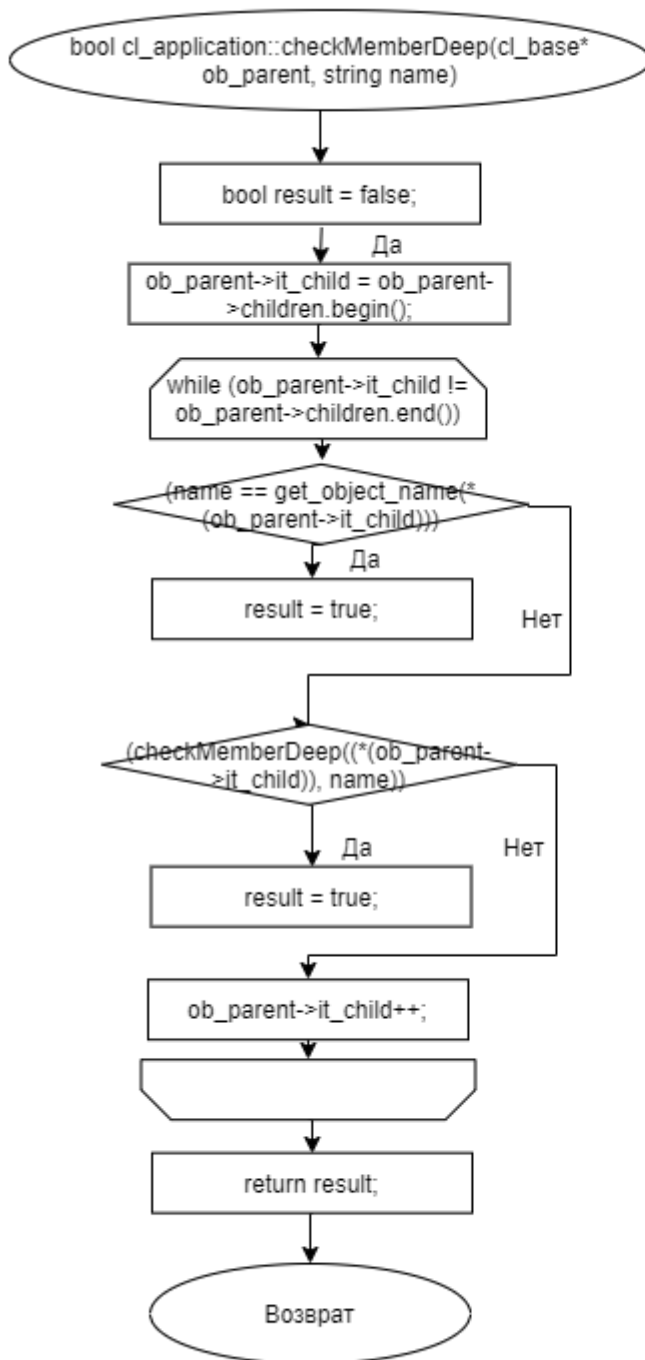 bool cl_application::checkMemberDeep(cl_base*
ob_parent, string name)
bool result = false;
Да
ob_parent->it_child = ob_parent-
>children.begin();
while (ob_parent->it_child !=
ob_parent->children.end())
(name == get_object_name(*
(ob_parent->it_child)))
Да
result = true;
Нет
(checkMemberDeep((*(ob_parent-
>it_child)), name))
Да
Нет
result = true;
ob_parent->it_child++;
return result;
Возврат